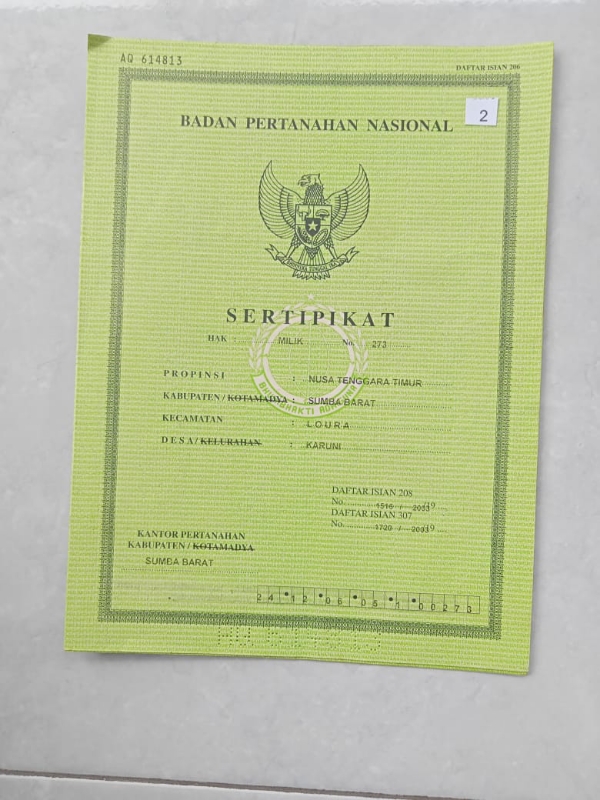 AQ 614813
DAFTAR ISIAN 206
2
BADAN PERTANAHAN NASIONAL
SERTIPIKAT
HAK : MILIK No. 273
PROPINSI : NUSA TENGGARA TIMUR
KABUPATEN / KOTAMADYA : SUMBA BARAT
KECAMATAN : LOURA
DESA / KELURAHAN : KARUNI
DAFTAR ISIAN 208
No. /
DAFTAR ISIAN 307
No. /
KANTOR PERTANAHAN
KABUPATEN / KOTAMADYA
SUMBA BARAT
24 12 06 05 1 00273